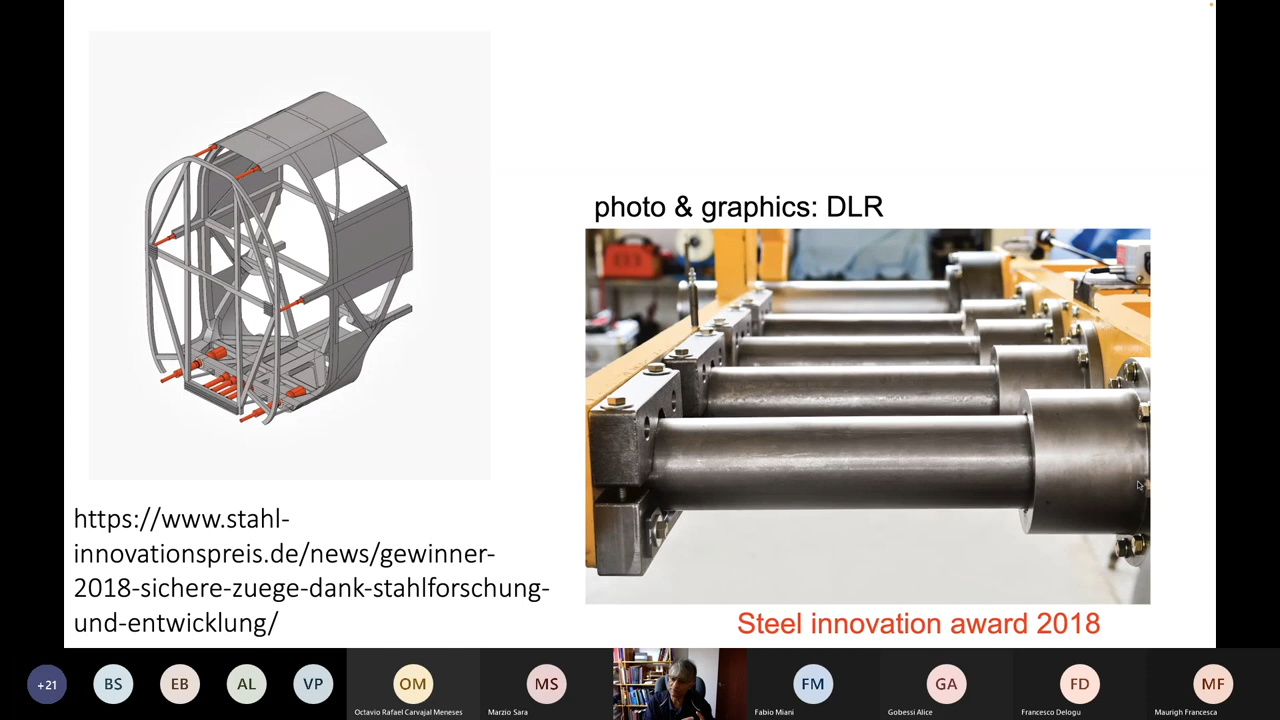 photo & graphics: DLR
https://www.stahl-
innovationspreis.de/news/gewinner-
2018-sichere-zuege-dank-stahlforschung-
und-entwicklung/
Steel innovation award 2018
+21
BS
EB
AL
VP
OM
Octavio Rafael Carvajal Meneses
MS
Marzio Sara
FM
Fabio Miani
GA
Gobessi Alice
FD
Francesco Delogu
MF
Maurigh Francesca